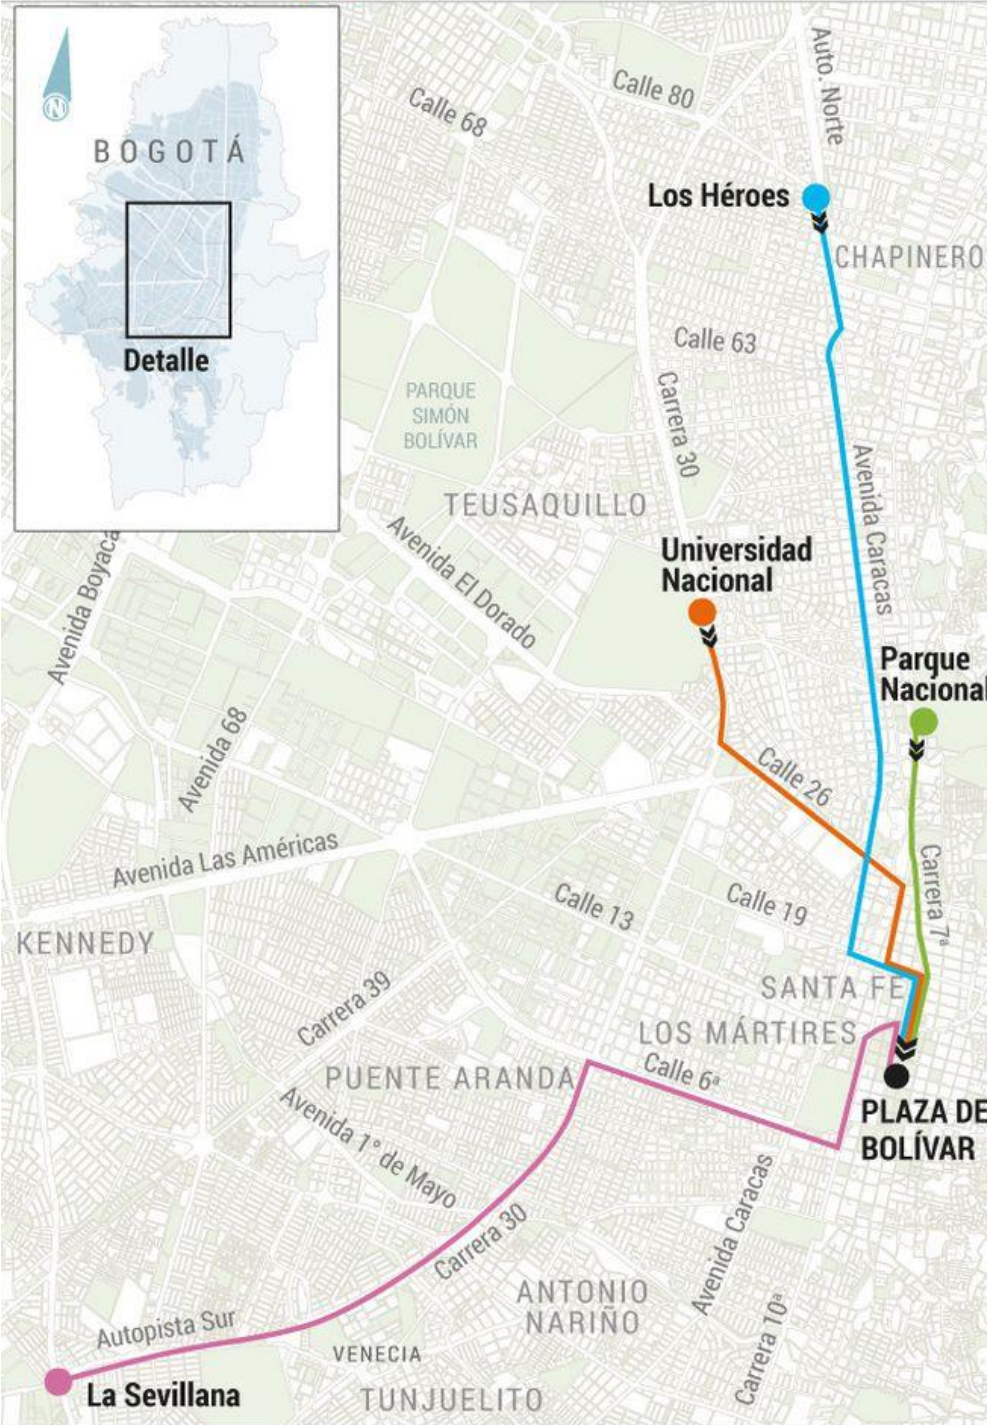 N
BOGOTÁ
Detalle
Calle 80
Calle 68
Auto. Norte
Los Héroes
CHAPINERO
Calle 63
PARQUE
SIMÓN
BOLÍVAR
Carrera 30
TEUSAQUILLO
Avenida Caracas
Avenida El Dorado
Avenida Boyacá
Universidad
Nacional
Parque
Nacional
Avenida 68
Calle 26
Avenida Las Américas
Carrera 7ª
Calle 13
Calle 19
KENNEDY
SANTA FE
Carrera 39
LOS MÁRTIRES
Calle 6ª
PUENTE ARANDA
PLAZA DE
BOLÍVAR
Avenida 1° de Mayo
Avenida Caracas
Carrera 30
ANTONIO
NARIÑO
Carrera 10ª
Autopista Sur
VENECIA
La Sevillana
TUNJUELITO